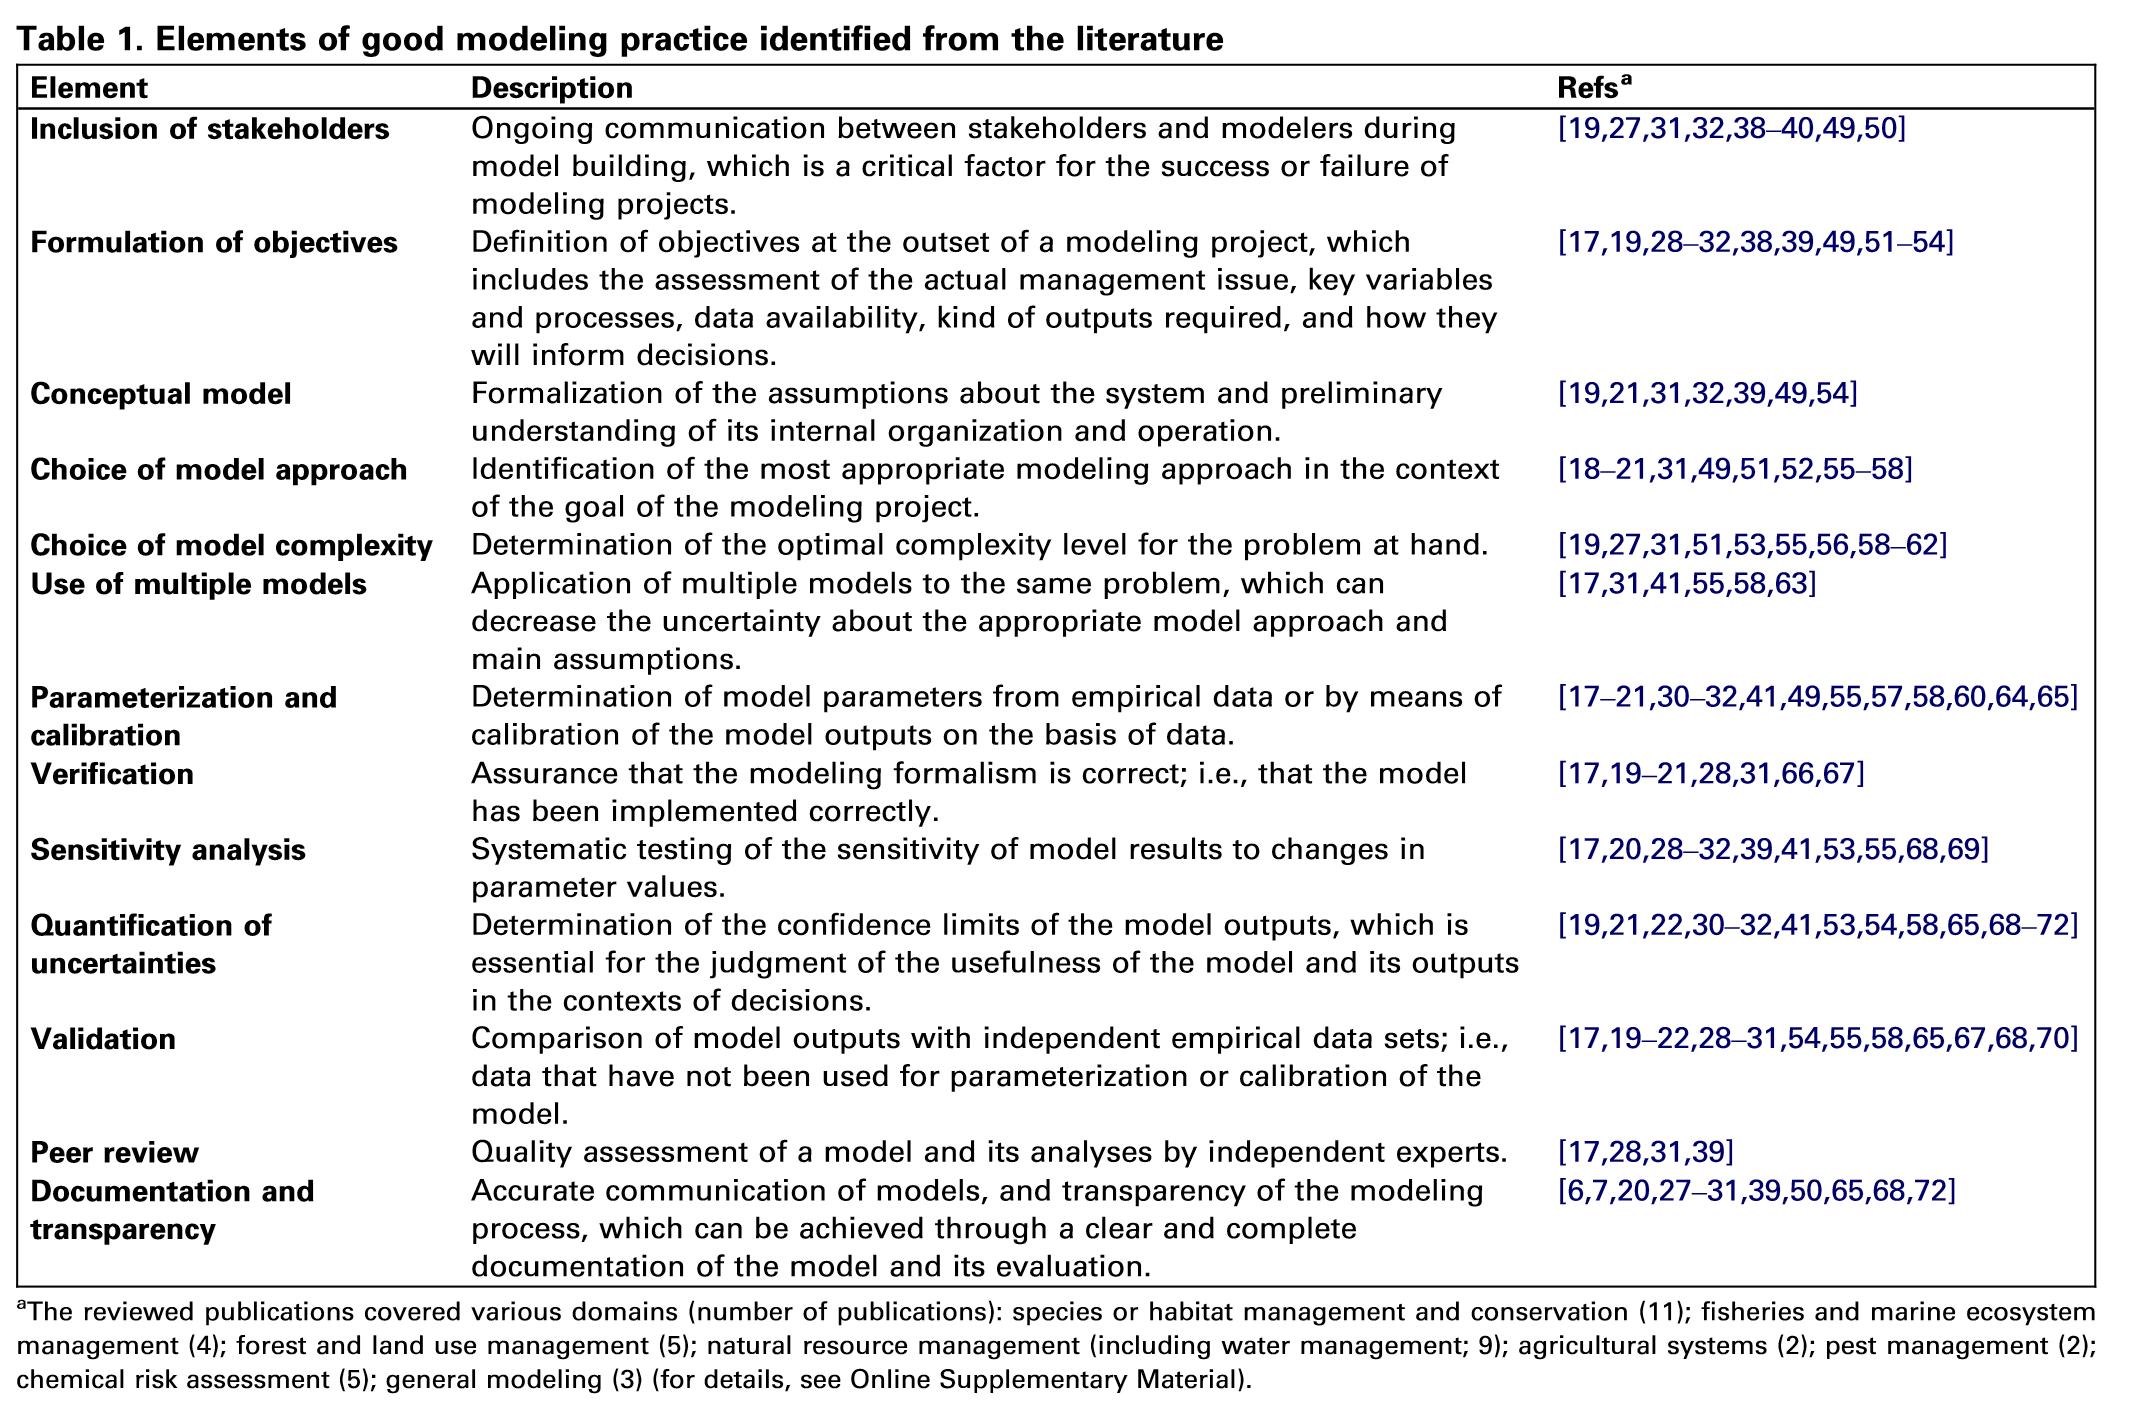 Table 1. Elements of good modeling practice identified from the literature
Element Description Refsa
Inclusion of stakeholders Ongoing communication between stakeholders and modelers during [19,27,31,32,38–40,49,50]
model building, which is a critical factor for the success or failure of
modeling projects.
Formulation of objectives Definition of objectives at the outset of a modeling project, which [17,19,28–32,38,39,49,51–54]
includes the assessment of the actual management issue, key variables
and processes, data availability, kind of outputs required, and how they
will inform decisions.
Conceptual model Formalization of the assumptions about the system and preliminary [19,21,31,32,39,49,54]
understanding of its internal organization and operation.
Choice of model approach Identification of the most appropriate modeling approach in the context [18–21,31,49,51,52,55–58]
of the goal of the modeling project.
Choice of model complexity Determination of the optimal complexity level for the problem at hand. [19,27,31,51,53,55,56,58–62]
Use of multiple models Application of multiple models to the same problem, which can [17,31,41,55,58,63]
decrease the uncertainty about the appropriate model approach and
main assumptions.
Parameterization and Determination of model parameters from empirical data or by means of [17–21,30–32,41,49,55,57,58,60,64,65]
calibration calibration of the model outputs on the basis of data.
Verification Assurance that the modeling formalism is correct; i.e., that the model [17,19–21,28,31,66,67]
has been implemented correctly.
Sensitivity analysis Systematic testing of the sensitivity of model results to changes in [17,20,28–32,39,41,53,55,68,69]
parameter values.
Quantification of Determination of the confidence limits of the model outputs, which is [19,21,22,30–32,41,53,54,58,65,68–72]
uncertainties essential for the judgment of the usefulness of the model and its outputs
in the contexts of decisions.
Validation Comparison of model outputs with independent empirical data sets; i.e., [17,19–22,28–31,54,55,58,65,67,68,70]
data that have not been used for parameterization or calibration of the
model.
Peer review Quality assessment of a model and its analyses by independent experts. [17,28,31,39]
Documentation and Accurate communication of models, and transparency of the modeling [6,7,20,27–31,39,50,65,68,72]
transparency process, which can be achieved through a clear and complete
documentation of the model and its evaluation.
aThe reviewed publications covered various domains (number of publications): species or habitat management and conservation (11); fisheries and marine ecosystem
management (4); forest and land use management (5); natural resource management (including water management; 9); agricultural systems (2); pest management (2);
chemical risk assessment (5); general modeling (3) (for details, see Online Supplementary Material).